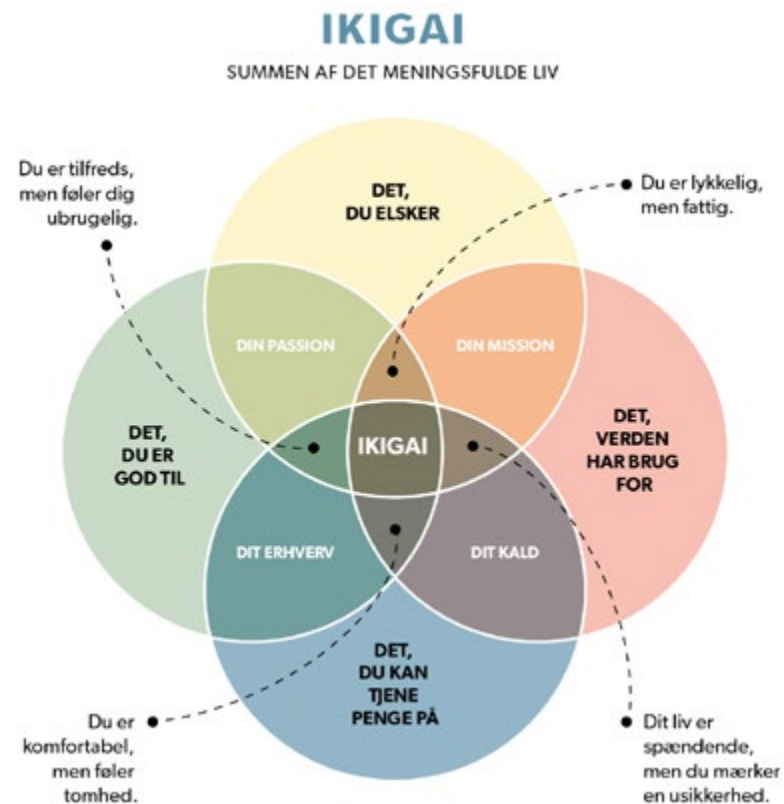 IKIGAI
SUMMEN AF DET MENINGSFULDE LIV
Du er tilfreds,
men føler dig
ubrugelig.
DET,
DU ELSKER
Du er lykkelig,
men fattig.
DIN PASSION
DIN MISSION
DET,
DU ER
GOD TIL
IKIGAI
DET,
VERDEN
HAR BRUG
FOR
DIT ERHVERV
DIT KALD
DET,
DU KAN
TJENE
PENGE PÅ
Du er
komfortabel,
men føler
tomhed.
Dit liv er
spændende,
men du mærker
en usikkerhed.